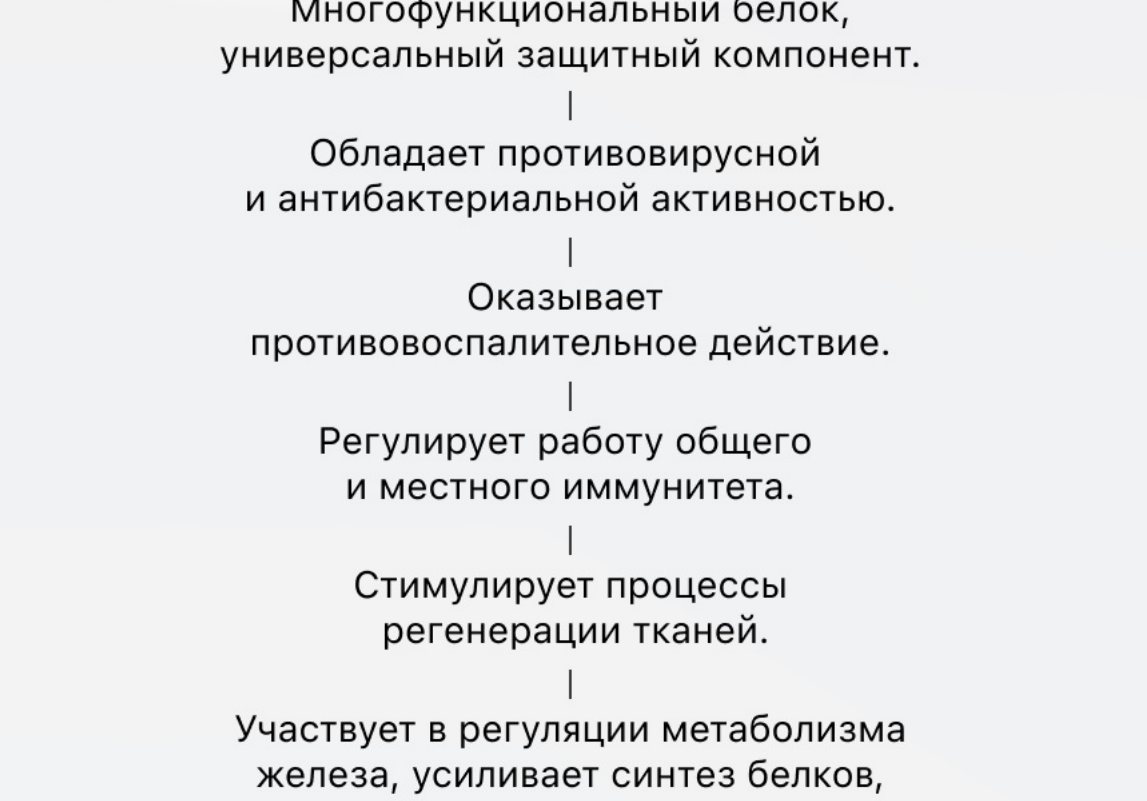 Многофункциональный белок,
универсальный защитный компонент.
|
Обладает противовирусной
и антибактериальной активностью.
|
Оказывает
противовоспалительное действие.
|
Регулирует работу общего
и местного иммунитета.
|
Стимулирует процессы
регенерации тканей.
|
Участвует в регуляции метаболизма
железа, усиливает синтез белков,